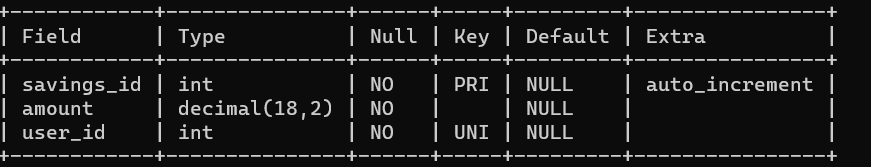 +------------+---------------+------+-----+---------+----------------+
| Field      | Type          | Null | Key | Default | Extra          |
+------------+---------------+------+-----+---------+----------------+
| savings_id | int           | NO   | PRI | NULL    | auto_increment |
| amount     | decimal(18,2) | NO   |     | NULL    |                |
| user_id    | int           | NO   | UNI | NULL    |                |
+------------+---------------+------+-----+---------+----------------+